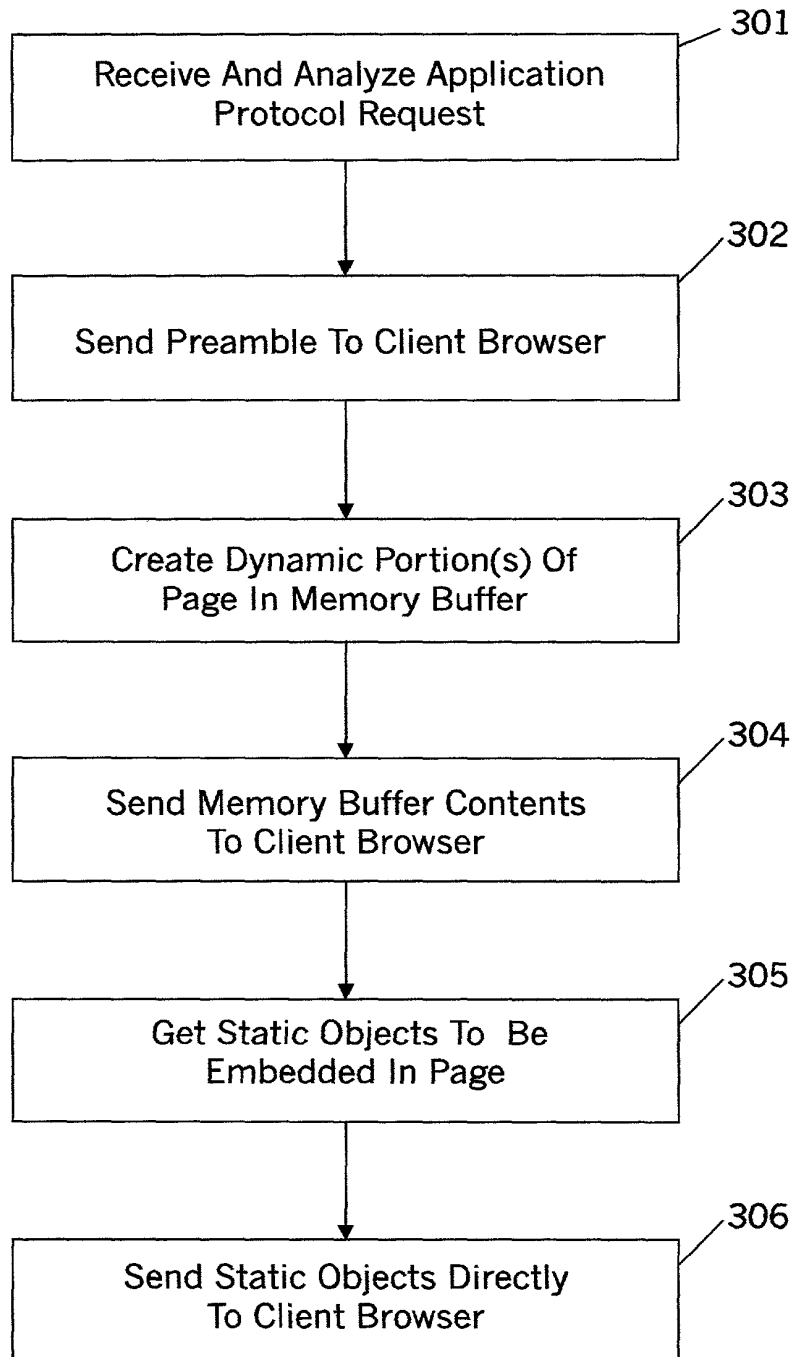 301
Receive And Analyze Application
Protocol Request
302
Send Preamble To Client Browser
303
Create Dynamic Portion(s) Of
Page In Memory Buffer
304
Send Memory Buffer Contents
To Client Browser
305
Get Static Objects To Be
Embedded In Page
306
Send Static Objects Directly
To Client Browser